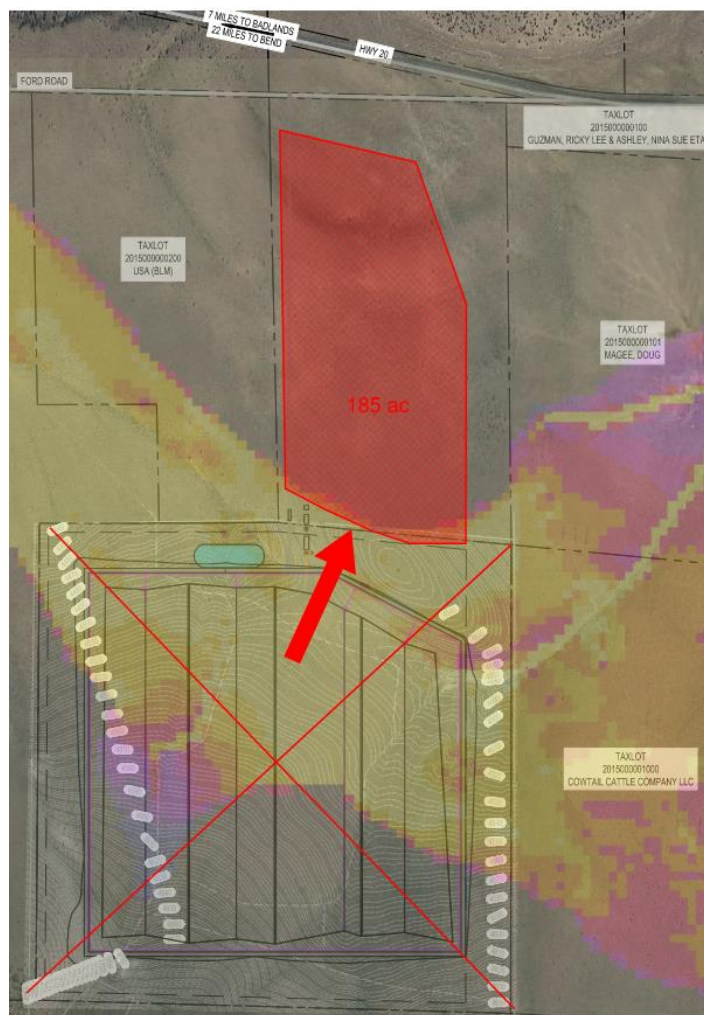 7 MILES TO BADLANDS
22 MILES TO BEND
HWY 20
FORD ROAD
TAXLOT
2015000000100
GUZMAN, RICKY LEE & ASHLEY, NINA SUE ETA
TAXLOT
2015000000200
USA (BLM)
TAXLOT
2015000000101
MAGEE, DOUG
185 ac
TAXLOT
2015000001000
COWTAIL CATTLE COMPANY LLC